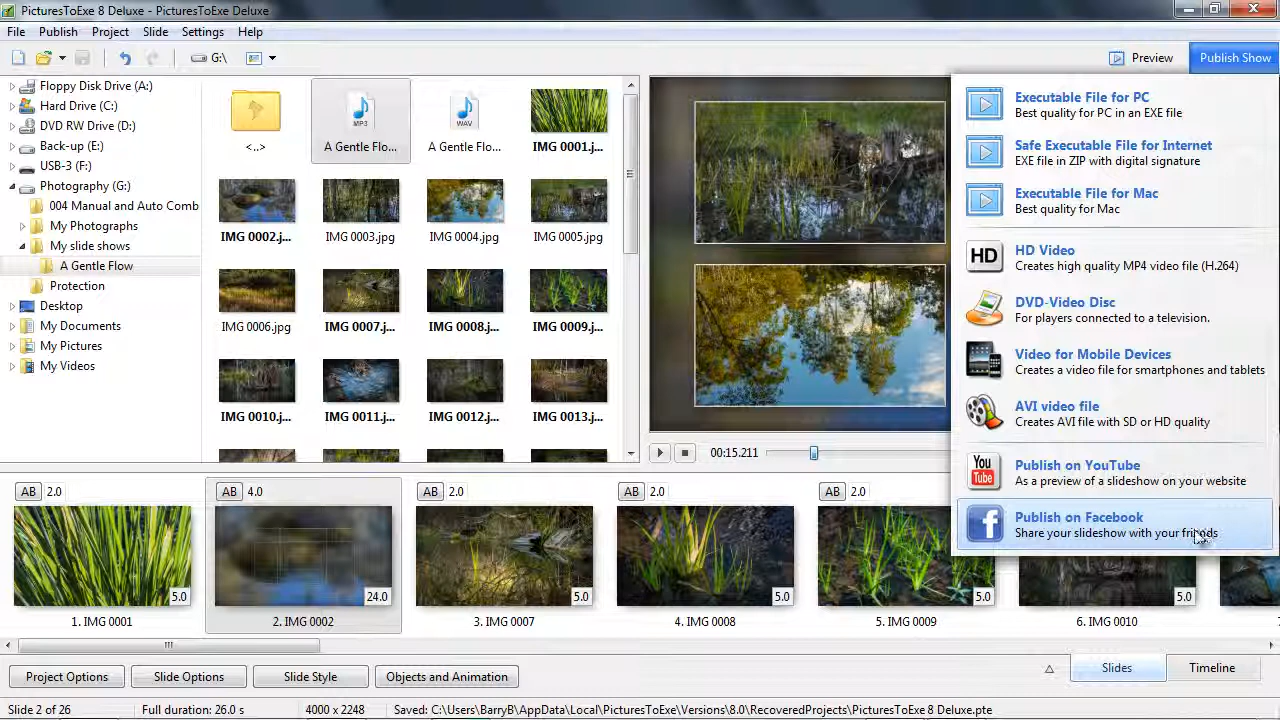 PicturesToExe 8 Deluxe - PicturesToExe Deluxe
File Publish Project Slide Settings Help
G:\
Preview
Publish Show
Floppy Disk Drive (A:)
Hard Drive (C:)
DVD RW Drive (D:)
Back-up (E:)
USB-3 (F:)
Photography (G:)
004 Manual and Auto Comb
My Photographs
My slide shows
A Gentle Flow
Protection
Desktop
My Documents
My Pictures
My Videos
MP3
WAV
<..> A Gentle Flo... A Gentle Flo... IMG 0001.j...
IMG 0002.j... IMG 0003.jpg IMG 0004.jpg IMG 0005.jpg
IMG 0006.jpg IMG 0007.j... IMG 0008.j... IMG 0009.j...
IMG 0010.j... IMG 0011.j... IMG 0012.j... IMG 0013.j...
00:15.211
Executable File for PC
Best quality for PC in an EXE file
Safe Executable File for Internet
EXE file in ZIP with digital signature
Executable File for Mac
Best quality for Mac
HD
HD Video
Creates high quality MP4 video file (H.264)
DVD-Video Disc
For players connected to a television.
Video for Mobile Devices
Creates a video file for smartphones and tablets
AVI video file
Creates AVI file with SD or HD quality
You
Tube
Publish on YouTube
As a preview of a slideshow on your website
f
Publish on Facebook
Share your slideshow with your friends
AB 2.0 AB 4.0 AB 2.0 AB 2.0 AB 2.0
5.0 24.0 5.0 5.0 5.0 5.0
1. IMG 0001 2. IMG 0002 3. IMG 0007 4. IMG 0008 5. IMG 0009 6. IMG 0010
Project Options Slide Options Slide Style Objects and Animation Slides Timeline
Slide 2 of 26 Full duration: 26.0 s 4000 x 2248 Saved: C:\Users\BarryB\AppData\Local\PicturesToExe\Versions\8.0\RecoveredProjects\PicturesToExe 8 Deluxe.pte